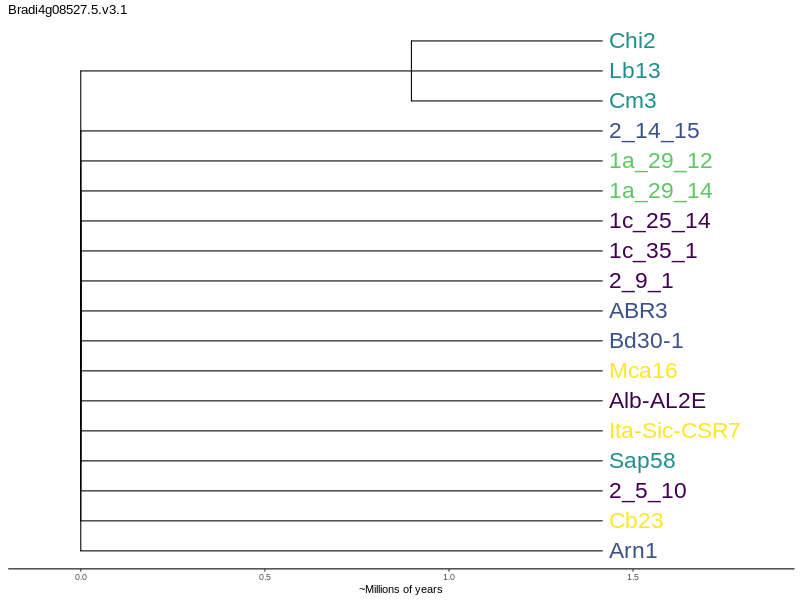 Bradi4g08527.5.v3.1
Chi2
Lb13
Cm3
2_14_15
1a_29_12
1a_29_14
1c_25_14
1c_35_1
2_9_1
ABR3
Bd30-1
Mca16
Alb-AL2E
Ita-Sic-CSR7
Sap58
2_5_10
Cb23
Arn1
0.0 0.5 1.0 1.5
~Millions of years